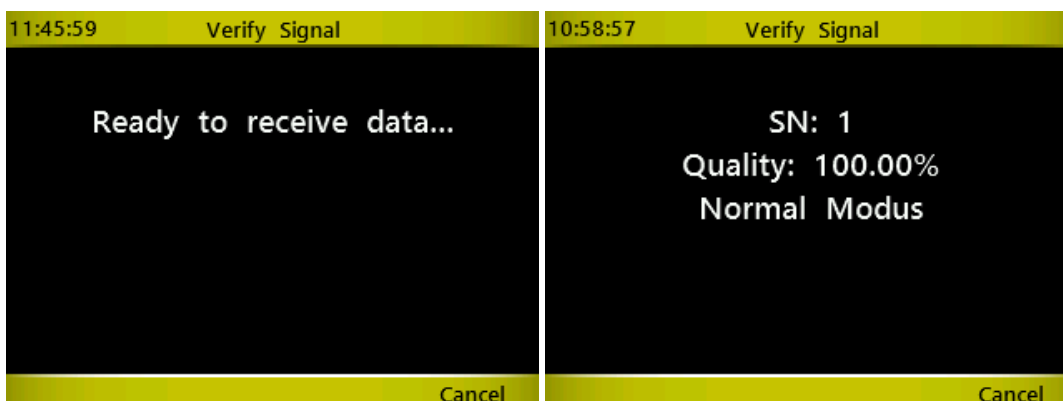 11:45:59 Verify Signal
Ready to receive data...
Cancel
10:58:57 Verify Signal
SN: 1
Quality: 100.00%
Normal Modus
Cancel